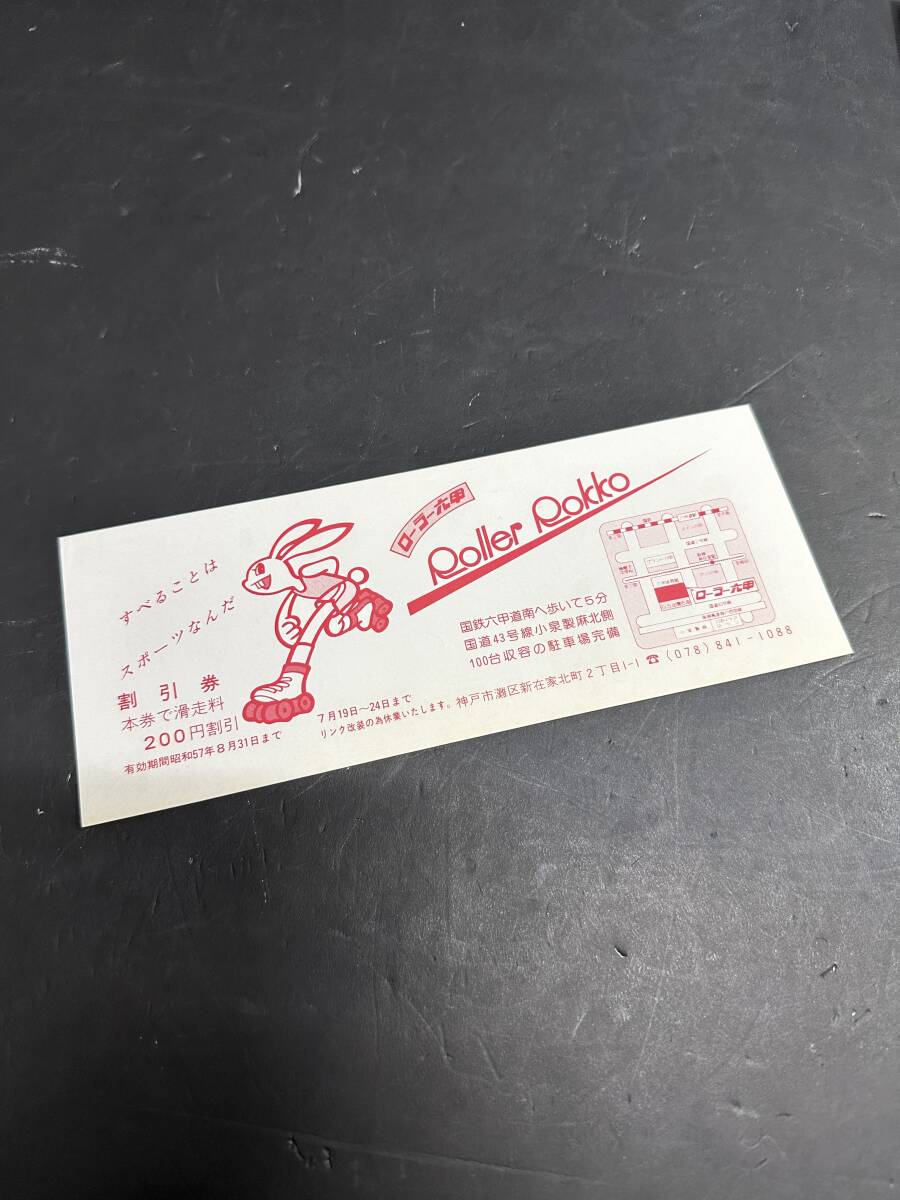 すべることは
スポーツなんだ
割引券
本券で滑走料
200円割引
有効期間昭和57年8月31日まで
7月19日〜24日まで
リンク改装の為休業いたします。
ローラー六甲
Roller Rokko
国鉄六甲道南へ歩いて5分
国道43号線小泉製麻北側
100台収容の駐車場完備
神戸市灘区新在家北町2丁目1-1 ☎(078)841-1088
ローラー六甲